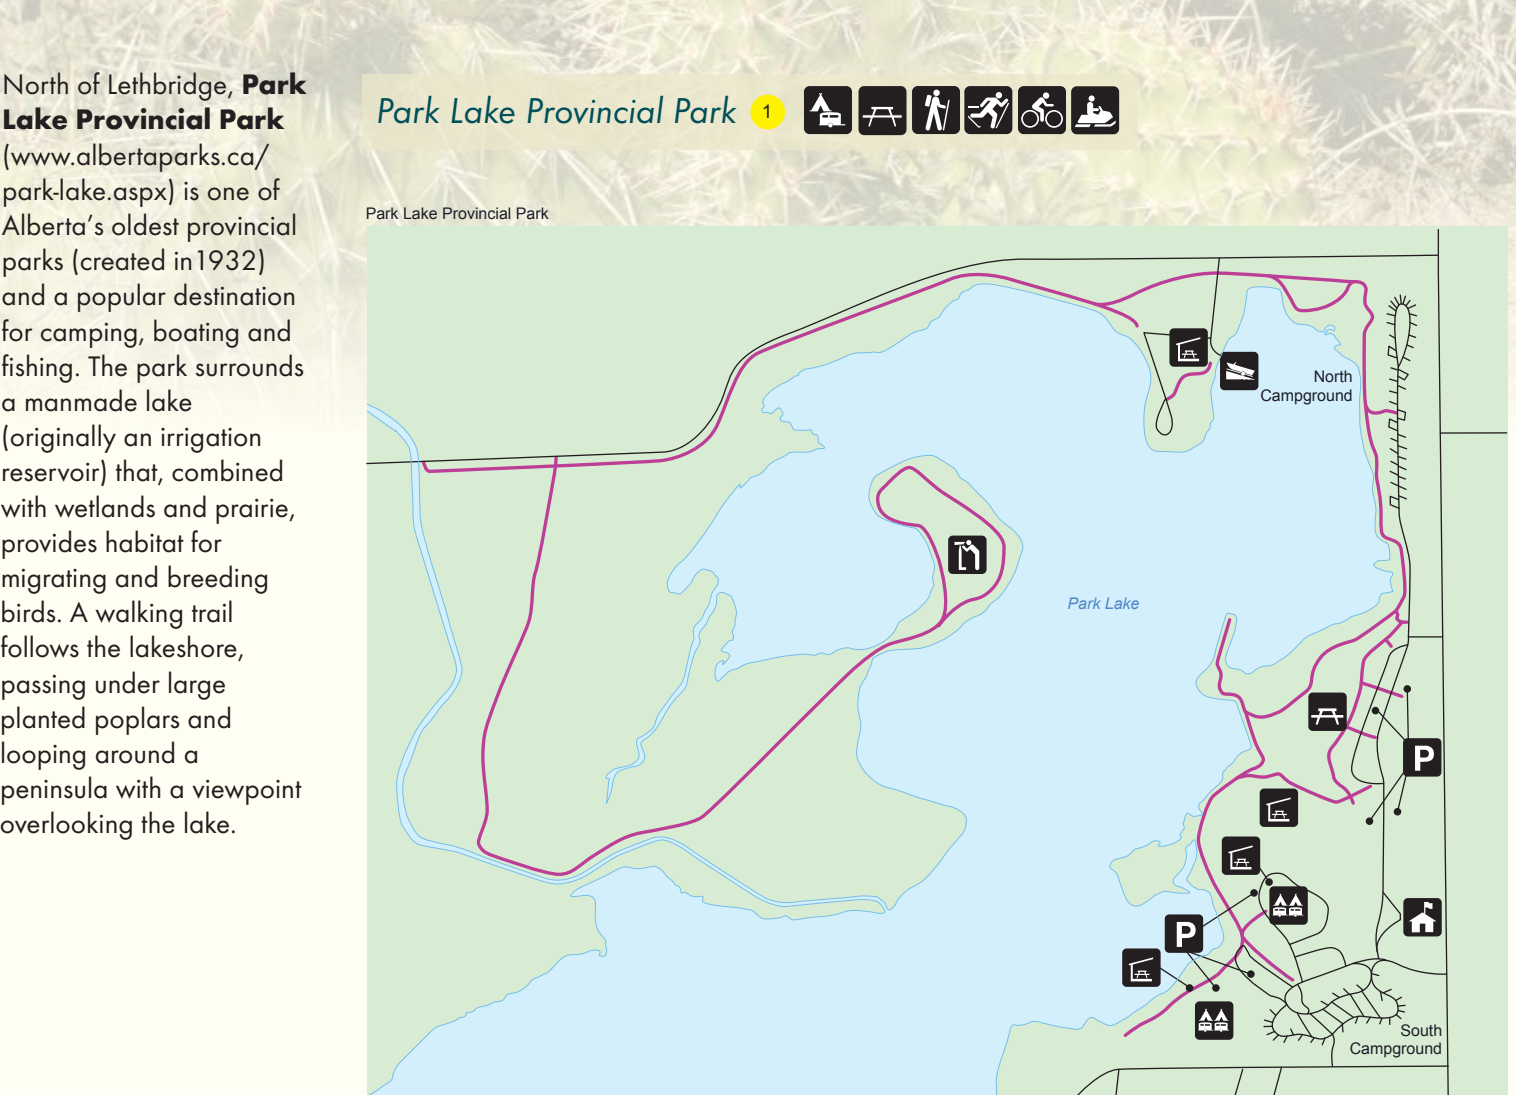 North of Lethbridge, Park
Lake Provincial Park
(www.albertaparks.ca/
park-lake.aspx) is one of
Alberta’s oldest provincial
parks (created in1932)
and a popular destination
for camping, boating and
fishing. The park surrounds
a manmade lake
(originally an irrigation
reservoir) that, combined
with wetlands and prairie,
provides habitat for
migrating and breeding
birds. A walking trail
follows the lakeshore,
passing under large
planted poplars and
looping around a
peninsula with a viewpoint
overlooking the lake.
Park Lake Provincial Park 1
Park Lake Provincial Park
North
Campground
Park Lake
P
P
South
Campground